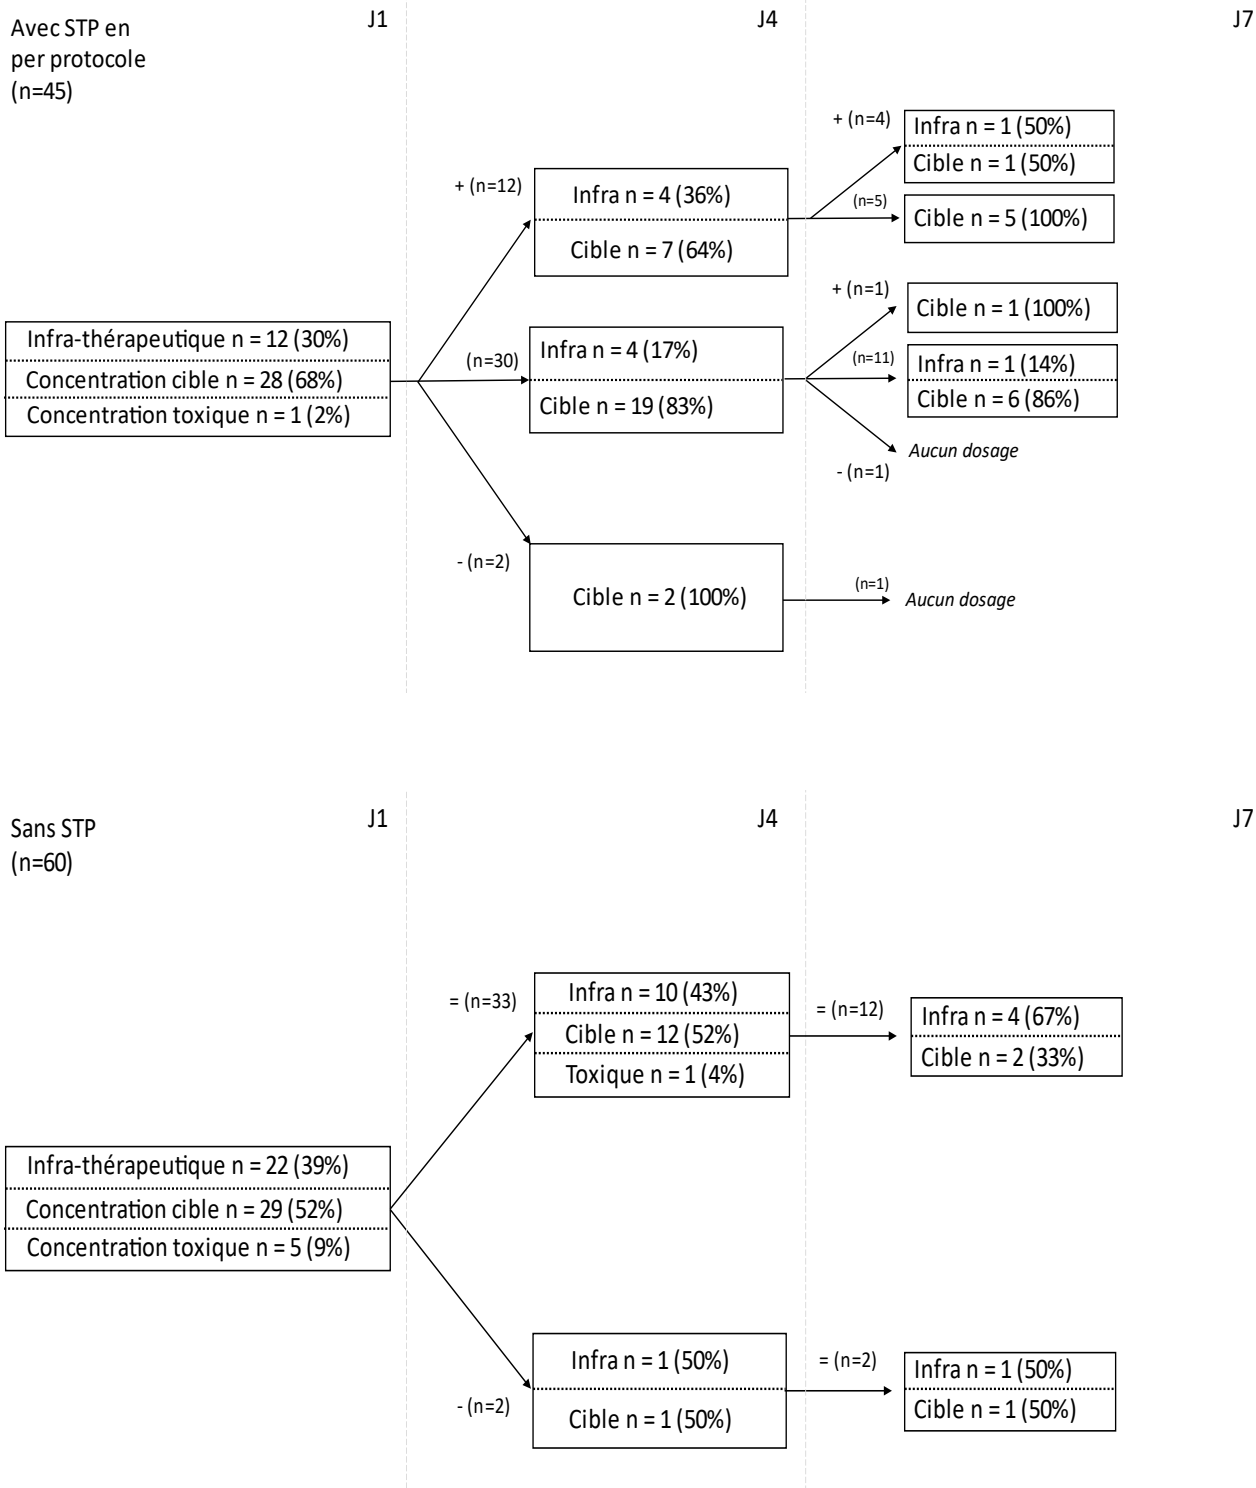 Avec STP en
per protocole
(n=45)
J1
J4
J7
+ (n=4)
Infra n = 1 (50%)
Cible n = 1 (50%)
+ (n=12)
Infra n = 4 (36%)
Cible n = 7 (64%)
(n=5)
Cible n = 5 (100%)
+ (n=1)
Cible n = 1 (100%)
Infra-thérapeutique n = 12 (30%)
Concentration cible n = 28 (68%)
Concentration toxique n = 1 (2%)
(n=30)
Infra n = 4 (17%)
Cible n = 19 (83%)
(n=11)
Infra n = 1 (14%)
Cible n = 6 (86%)
Aucun dosage
- (n=1)
- (n=2)
Cible n = 2 (100%)
(n=1)
Aucun dosage
Sans STP
(n=60)
J1
J4
J7
= (n=33)
Infra n = 10 (43%)
Cible n = 12 (52%)
Toxique n = 1 (4%)
= (n=12)
Infra n = 4 (67%)
Cible n = 2 (33%)
Infra-thérapeutique n = 22 (39%)
Concentration cible n = 29 (52%)
Concentration toxique n = 5 (9%)
- (n=2)
Infra n = 1 (50%)
Cible n = 1 (50%)
= (n=2)
Infra n = 1 (50%)
Cible n = 1 (50%)